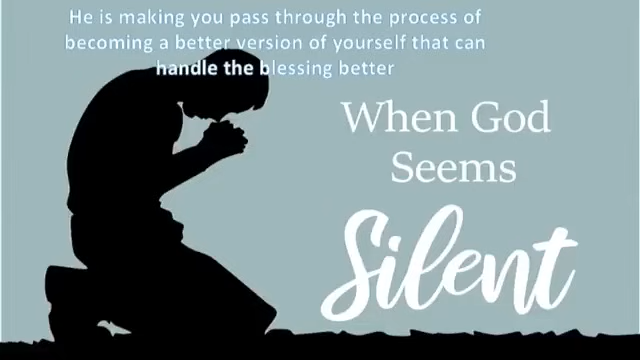 He is making you pass through the process of
becoming a better version of yourself that can
handle the blessing better
When God
Seems
Silent